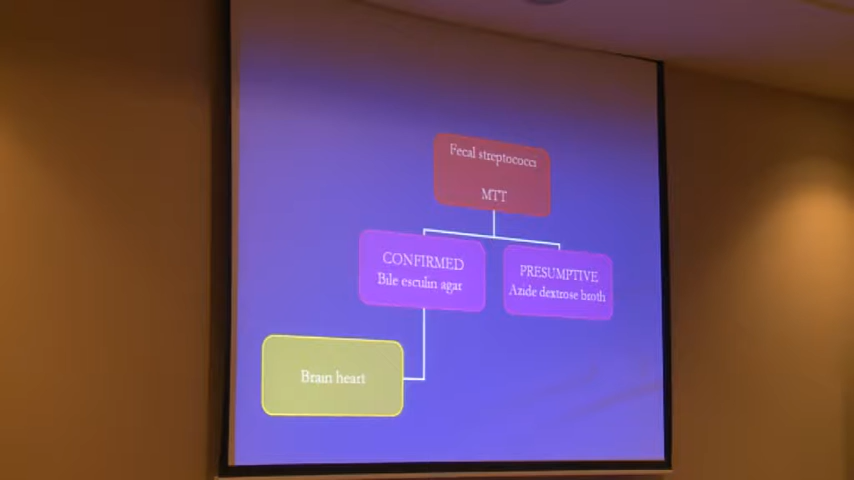 Fecal streptococci
MTT
CONFIRMED
Bile esculin agar
PRESUMPTIVE
Azide dextrose broth
Brain heart